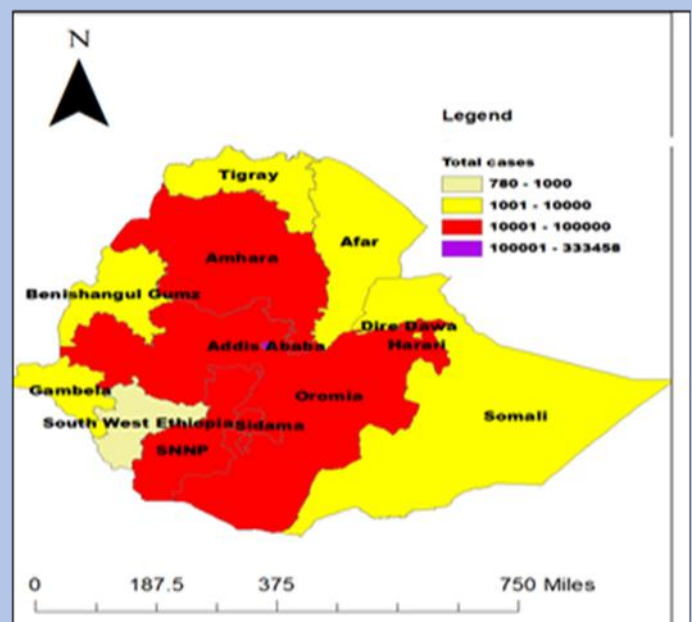 N
Legend
Total cases
780 - 1000
1001 - 10000
10001 - 100000
100001 - 333458
Tigray
Afar
Amhara
Benishangul Gumz
Dire Dawa
Addis Ababa
Harari
Gambela
Oromia
Somali
South West Ethiopia
Sidama
SNNP
0 187.5 375 750 Miles